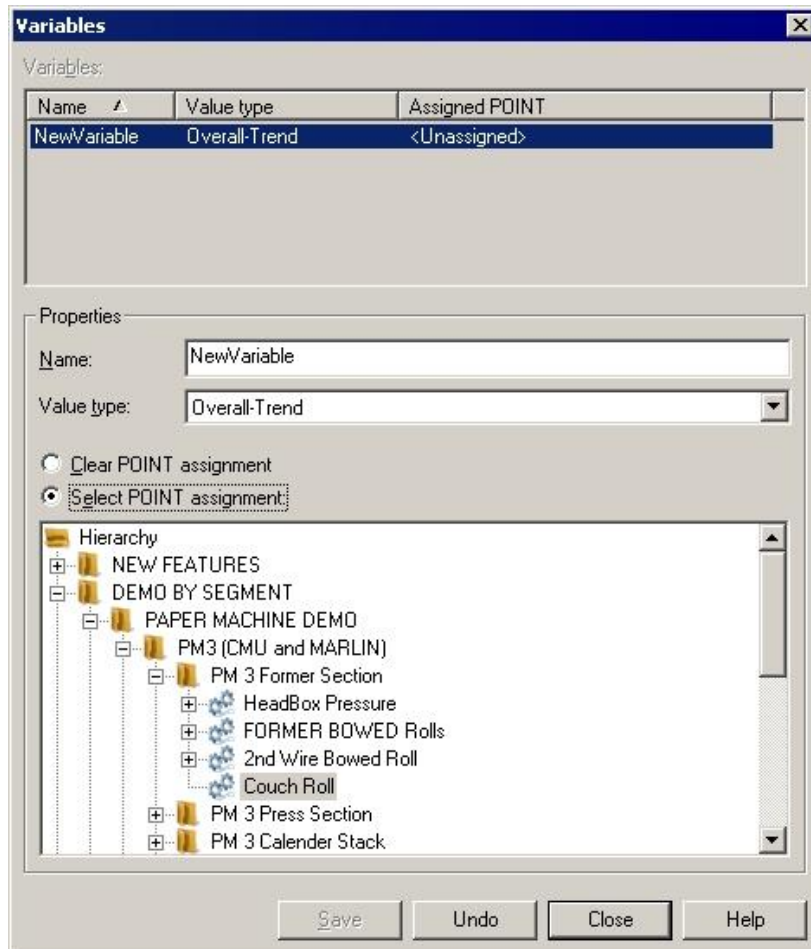 Variables
Variables:
Name Value type Assigned POINT
NewVariable Overall-Trend <Unassigned>
Properties
Name: NewVariable
Value type: Overall-Trend
Clear POINT assignment
Select POINT assignment:
Hierarchy
NEW FEATURES
DEMO BY SEGMENT
PAPER MACHINE DEMO
PM3 (CMU and MARLIN)
PM 3 Former Section
HeadBox Pressure
FORMER BOWED Rolls
2nd Wire Bowed Roll
Couch Roll
PM 3 Press Section
PM 3 Calender Stack
Save Undo Close Help